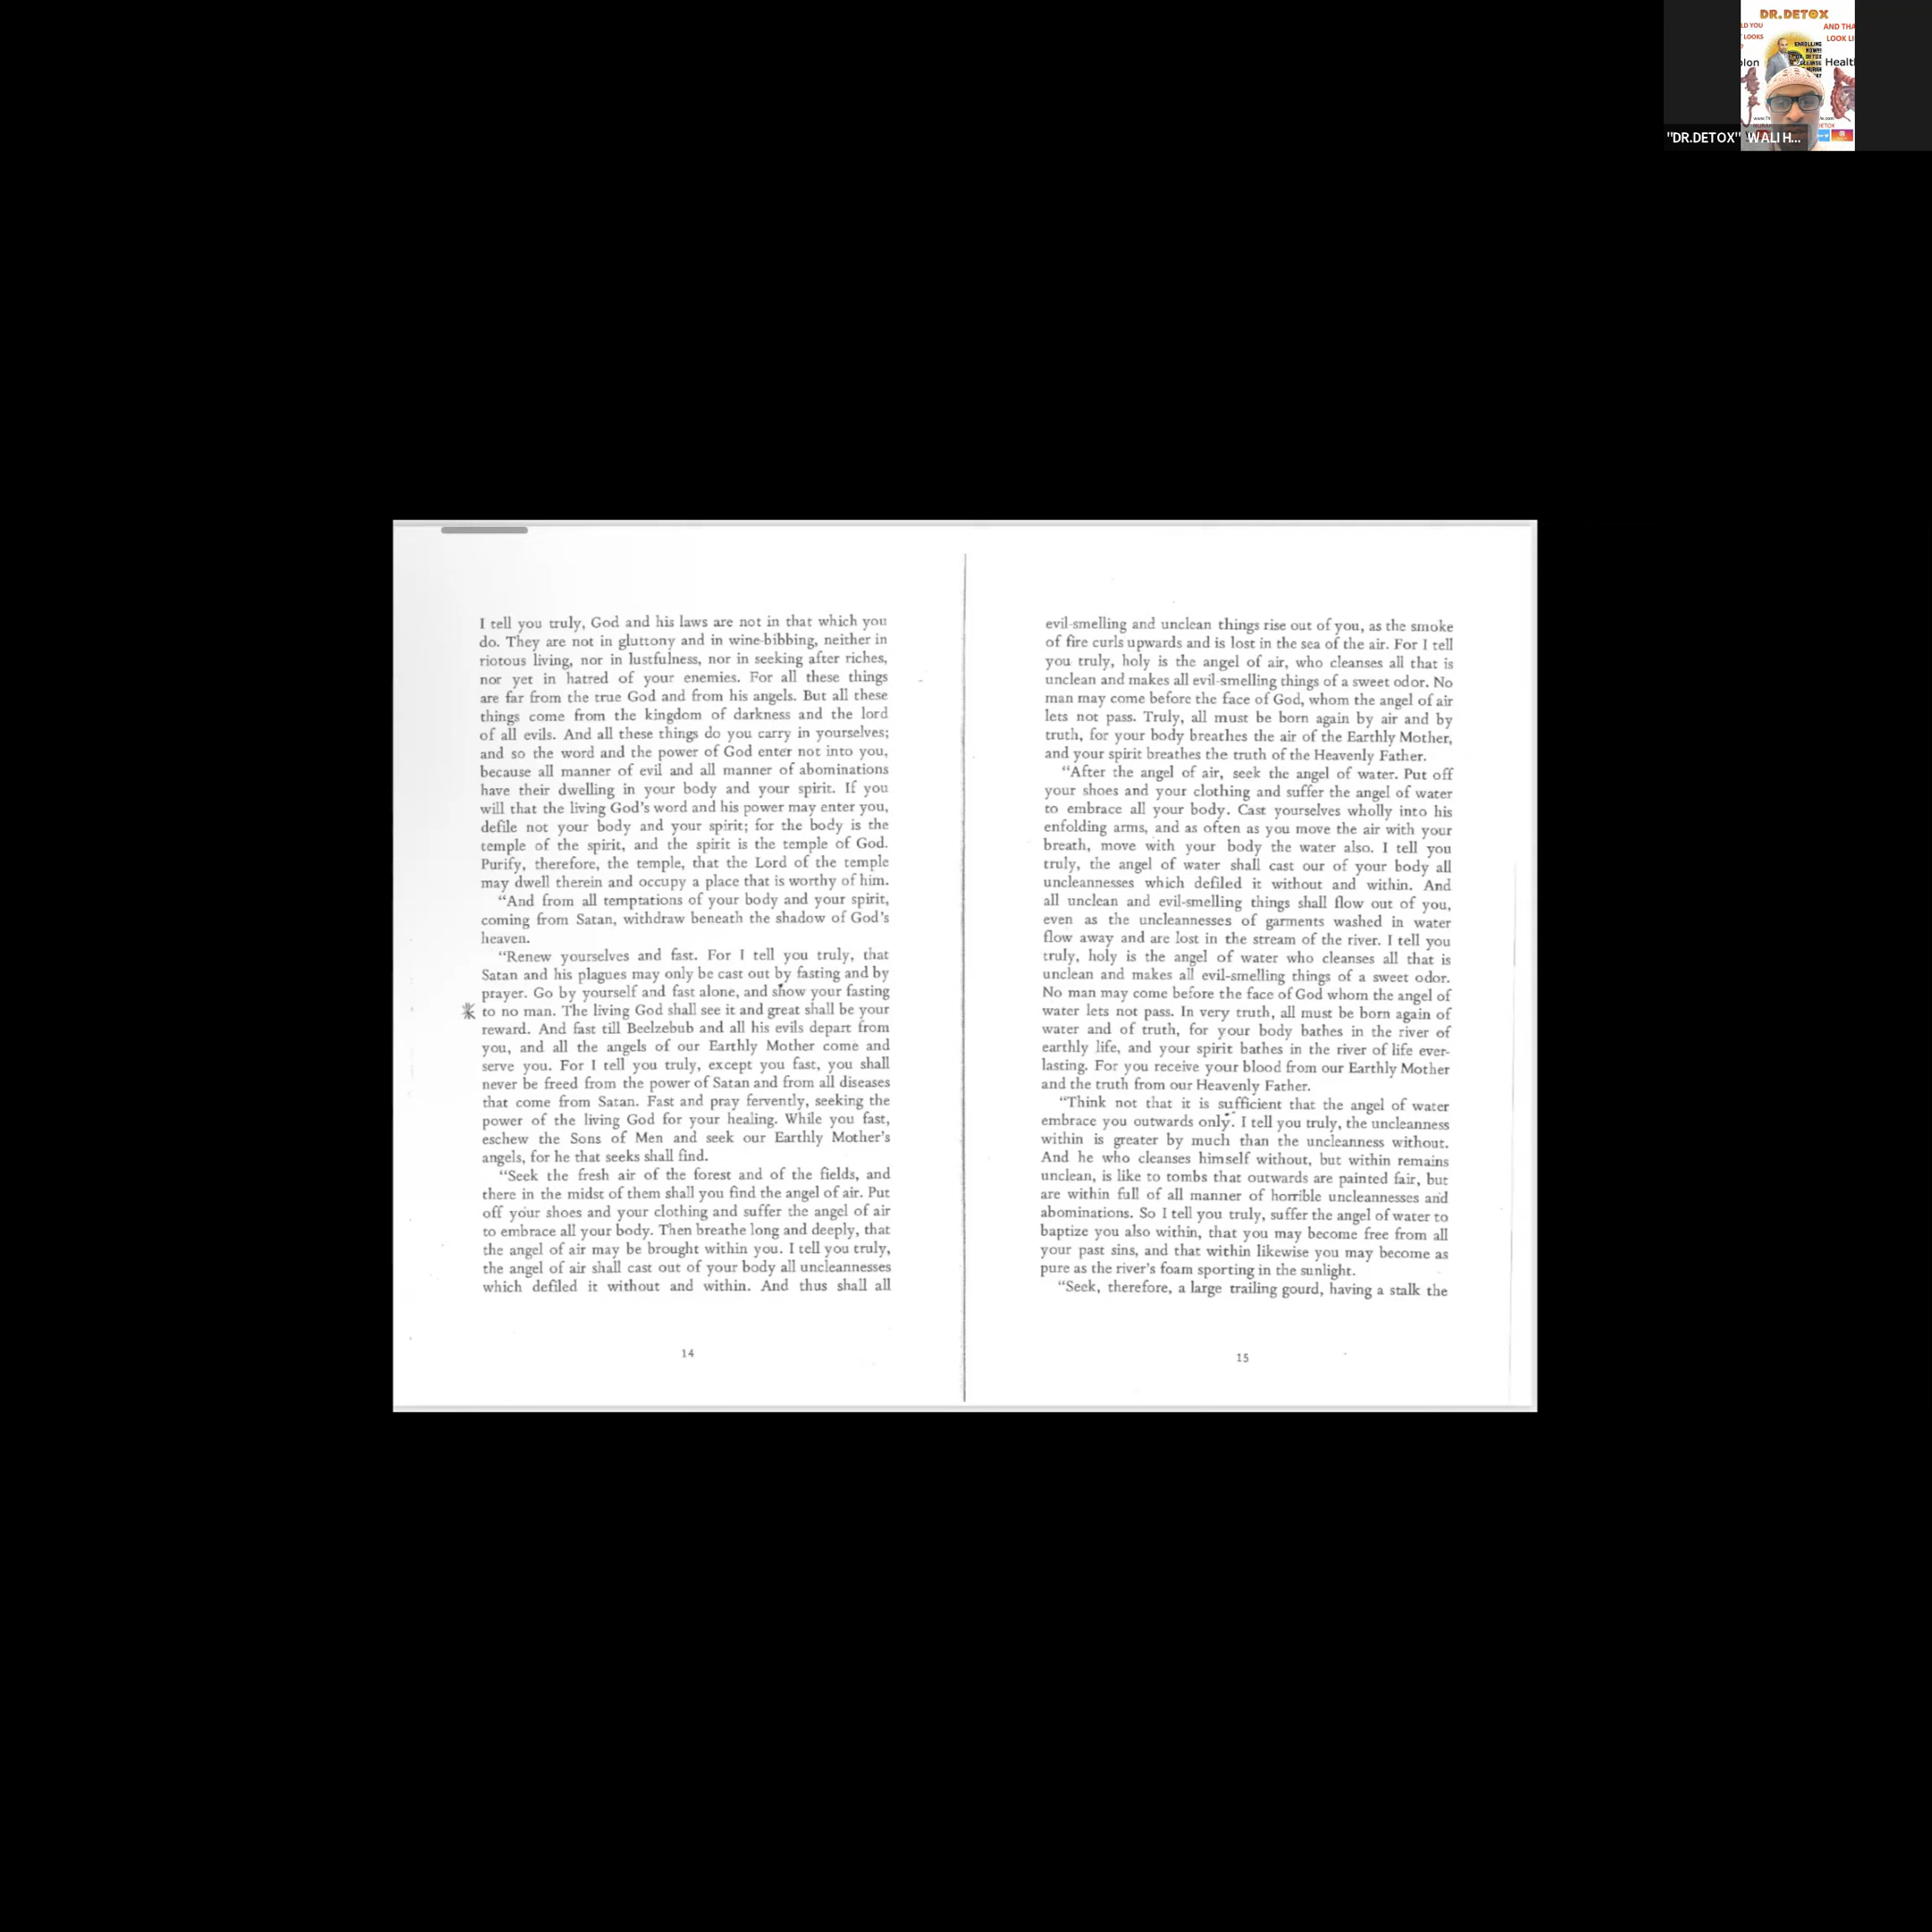 DR.DETOX
LD YOU
AND THA
LOOKS
LOOK LI
ENROLLING
olon
Healt
DETOX
"DR.DETOX" WALI H...
I tell you truly, God and his laws are not in that which you
do. They are not in gluttony and in wine-bibbing, neither in
riotous living, nor in lustfulness, nor in seeking after riches,
nor yet in hatred of your enemies. For all these things
are far from the true God and from his angels. But all these
things come from the kingdom of darkness and the lord
of all evils. And all these things do you carry in yourselves;
and so the word and the power of God enter not into you,
because all manner of evil and all manner of abominations
have their dwelling in your body and your spirit. If you
will that the living God's word and his power may enter you,
defile not your body and your spirit; for the body is the
temple of the spirit, and the spirit is the temple of God.
Purify, therefore, the temple, that the Lord of the temple
may dwell therein and occupy a place that is worthy of him.
"And from all temptations of your body and your spirit,
coming from Satan, withdraw beneath the shadow of God's
heaven.
"Renew yourselves and fast. For I tell you truly, that
Satan and his plagues may only be cast out by fasting and by
prayer. Go by yourself and fast alone, and show your fasting
to no man. The living God shall see it and great shall be your
reward. And fast till Beelzebub and all his evils depart from
you, and all the angels of our Earthly Mother come and
serve you. For I tell you truly, except you fast, you shall
never be freed from the power of Satan and from all diseases
that come from Satan. Fast and pray fervently, seeking the
power of the living God for your healing. While you fast,
eschew the Sons of Men and seek our Earthly Mother's
angels, for he that seeks shall find.
"Seek the fresh air of the forest and of the fields, and
there in the midst of them shall you find the angel of air. Put
off your shoes and your clothing and suffer the angel of air
to embrace all your body. Then breathe long and deeply, that
the angel of air may be brought within you. I tell you truly,
the angel of air shall cast out of your body all uncleannesses
which defiled it without and within. And thus shall all
14
evil-smelling and unclean things rise out of you, as the smoke
of fire curls upwards and is lost in the sea of the air. For I tell
you truly, holy is the angel of air, who cleanses all that is
unclean and makes all evil-smelling things of a sweet odor. No
man may come before the face of God, whom the angel of air
lets not pass. Truly, all must be born again by air and by
truth, for your body breathes the air of the Earthly Mother,
and your spirit breathes the truth of the Heavenly Father.
"After the angel of air, seek the angel of water. Put off
your shoes and your clothing and suffer the angel of water
to embrace all your body. Cast yourselves wholly into his
enfolding arms, and as often as you move the air with your
breath, move with your body the water also. I tell you
truly, the angel of water shall cast our of your body all
uncleannesses which defiled it without and within. And
all unclean and evil-smelling things shall flow out of you,
even as the uncleannesses of garments washed in water
flow away and are lost in the stream of the river. I tell you
truly, holy is the angel of water who cleanses all that is
unclean and makes all evil-smelling things of a sweet odor.
No man may come before the face of God whom the angel of
water lets not pass. In very truth, all must be born again of
water and of truth, for your body bathes in the river of
earthly life, and your spirit bathes in the river of life ever-
lasting. For you receive your blood from our Earthly Mother
and the truth from our Heavenly Father.
"Think not that it is sufficient that the angel of water
embrace you outwards only. I tell you truly, the uncleanness
within is greater by much than the uncleanness without.
And he who cleanses himself without, but within remains
unclean, is like to tombs that outwards are painted fair, but
are within full of all manner of horrible uncleannesses and
abominations. So I tell you truly, suffer the angel of water to
baptize you also within, that you may become free from all
your past sins, and that within likewise you may become as
pure as the river's foam sporting in the sunlight.
"Seek, therefore, a large trailing gourd, having a stalk the
15